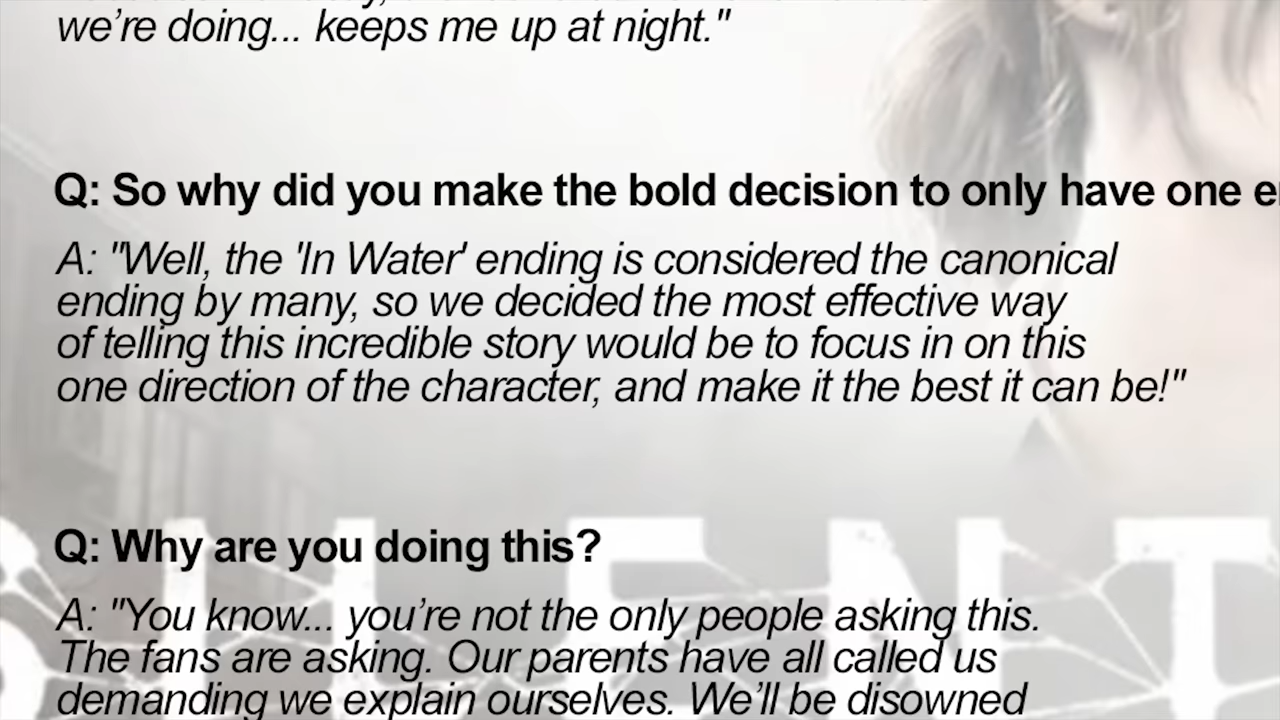 we're doing... keeps me up at night."
Q: So why did you make the bold decision to only have one
A: "Well, the 'In Water' ending is considered the canonical
ending by many, so we decided the most effective way
of telling this incredible story would be to focus in on this
one direction of the character, and make it the best it can be!"
Q: Why are you doing this?
A: "You know... you’re not the only people asking this.
The fans are asking. Our parents have all called us
demanding we explain ourselves. We’ll be disowned